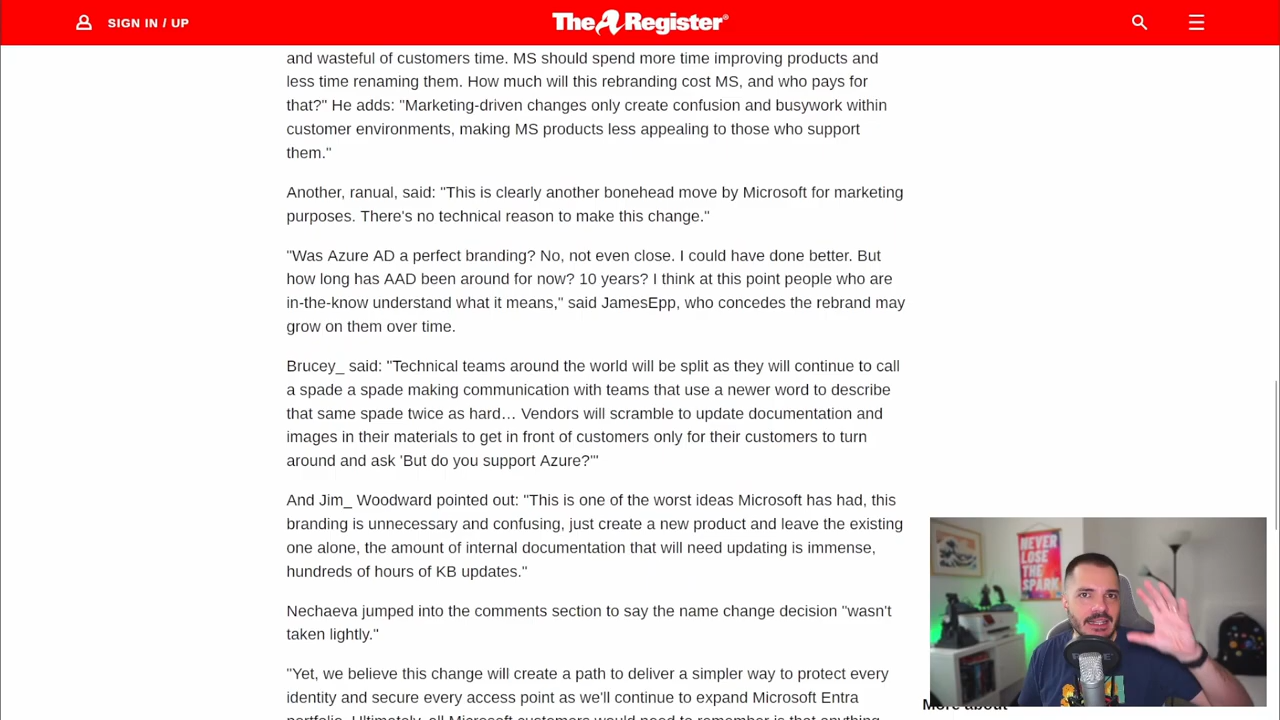 SIGN IN / UP
The Register®
and wasteful of customers time. MS should spend more time improving products and
less time renaming them. How much will this rebranding cost MS, and who pays for
that?" He adds: "Marketing-driven changes only create confusion and busywork within
customer environments, making MS products less appealing to those who support
them."
Another, ranual, said: "This is clearly another bonehead move by Microsoft for marketing
purposes. There's no technical reason to make this change."
"Was Azure AD a perfect branding? No, not even close. I could have done better. But
how long has AAD been around for now? 10 years? I think at this point people who are
in-the-know understand what it means," said JamesEpp, who concedes the rebrand may
grow on them over time.
Brucey_ said: "Technical teams around the world will be split as they will continue to call
a spade a spade making communication with teams that use a newer word to describe
that same spade twice as hard… Vendors will scramble to update documentation and
images in their materials to get in front of customers only for their customers to turn
around and ask 'But do you support Azure?'"
And Jim_ Woodward pointed out: "This is one of the worst ideas Microsoft has had, this
branding is unnecessary and confusing, just create a new product and leave the existing
one alone, the amount of internal documentation that will need updating is immense,
hundreds of hours of KB updates."
Nechaeva jumped into the comments section to say the name change decision "wasn't
taken lightly."
"Yet, we believe this change will create a path to deliver a simpler way to protect every
identity and secure every access point as we'll continue to expand Microsoft Entra
portfolio. Ultimately, all Microsoft customers would need to remember is that anything
NEVER
LOSE
THE
SPARK
More about